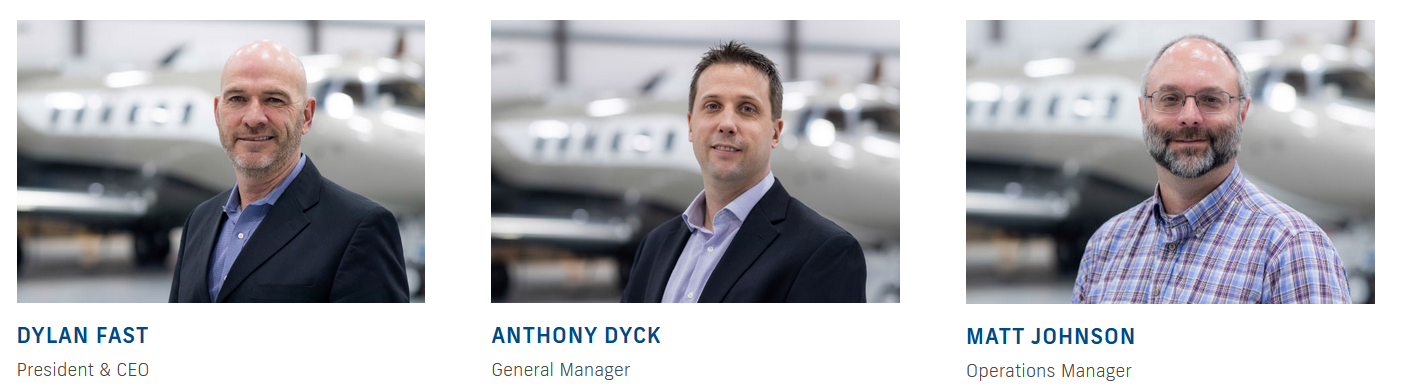 DYLAN FAST
President & CEO
ANTHONY DYCK
General Manager
MATT JOHNSON
Operations Manager